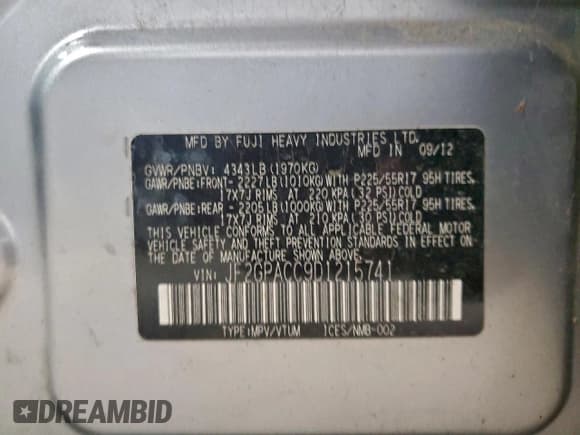 MFD BY FUJI HEAVY INDUSTRIES LTD.
MFD IN 09/12
GVWR/PNBV: 4343LB(1970KG)
GAWR/PNBE:FRONT-2227LB(1010KG)WITH P225/55R17 95H TIRES.
17X7J RIMS AT 220 KPA(32 PSI)COLD
GAWR/PNBE:REAR -2205LB(1000KG)WITH P225/55R17 95H TIRES.
17X7J RIMS AT 210 KPA(30 PSI)COLD
THIS VEHICLE CONFORMS TO ALL APPLICABLE FEDERAL MOTOR
VEHICLE SAFETY AND THEFT PREVENTION STANDARDS IN EFFECT
ON THE DATE OF MANUFACTURE SHOWN ABOVE.
VIN: JF2GPACC9D1215741
TYPE:MPV/VTUM ICES/NMB-002
DREAMBID